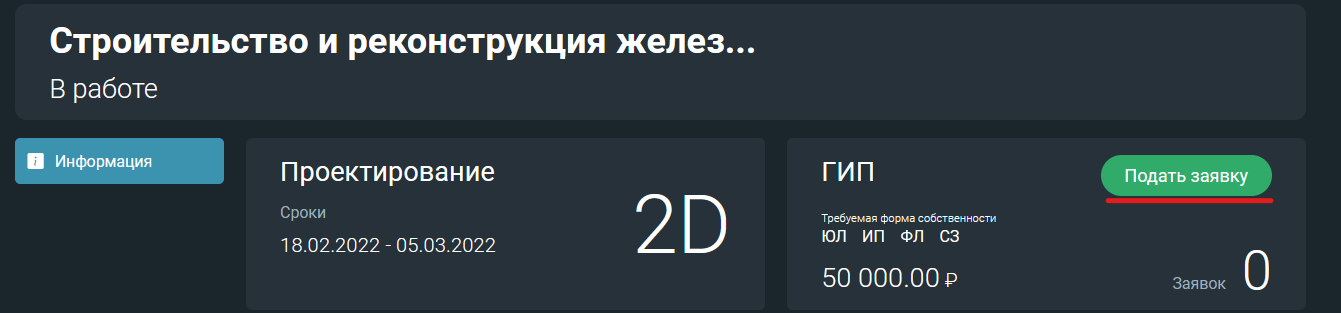 Строительство и реконструкция желез...
В работе
Информация
Проектирование
Сроки
18.02.2022 - 05.03.2022
2D
ГИП
Подать заявку
Требуемая форма собственности
ЮЛ ИП ФЛ СЗ
50 000.00 ₽
Заявок 0